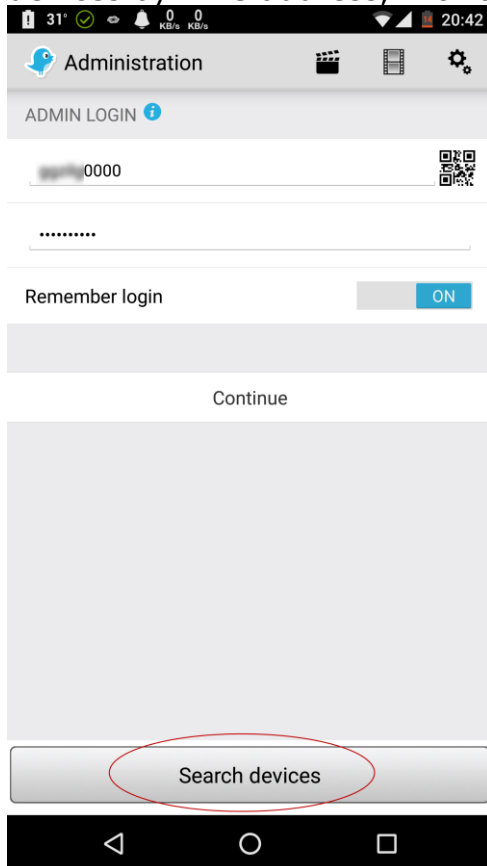 31° 0 KB/s 0 KB/s 20:42
Administration
ADMIN LOGIN
0000
••••••••••
Remember login ON
Continue
Search devices